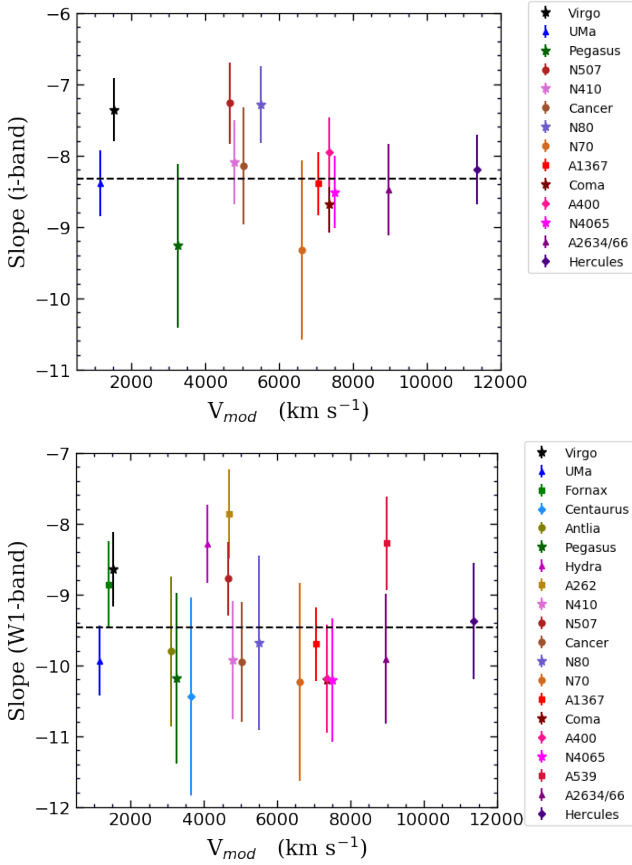 −6
−7
−8
−9
−10
−11
Slope (i-band)
2000 4000 6000 8000 10000 12000
V_mod (km s⁻¹)
Virgo
UMa
Pegasus
N507
N410
Cancer
N80
N70
A1367
Coma
A400
N4065
A2634/66
Hercules
−7
−8
−9
−10
−11
−12
Slope (W1-band)
2000 4000 6000 8000 10000 12000
V_mod (km s⁻¹)
Virgo
UMa
Fornax
Centaurus
Antlia
Pegasus
Hydra
A262
N410
N507
Cancer
N80
N70
A1367
Coma
A400
N4065
A539
A2634/66
Hercules